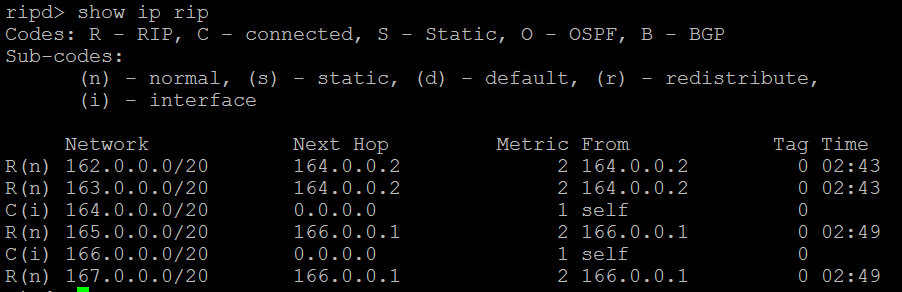 ripd> show ip rip
Codes: R - RIP, C - connected, S - Static, O - OSPF, B - BGP
Sub-codes:
      (n) - normal, (s) - static, (d) - default, (r) - redistribute,
      (i) - interface

     Network            Next Hop         Metric From            Tag Time
R(n) 162.0.0.0/20       164.0.0.2             2 164.0.0.2         0 02:43
R(n) 163.0.0.0/20       164.0.0.2             2 164.0.0.2         0 02:43
C(i) 164.0.0.0/20       0.0.0.0               1 self              0
R(n) 165.0.0.0/20       166.0.0.1             2 166.0.0.1         0 02:49
C(i) 166.0.0.0/20       0.0.0.0               1 self              0
R(n) 167.0.0.0/20       166.0.0.1             2 166.0.0.1         0 02:49